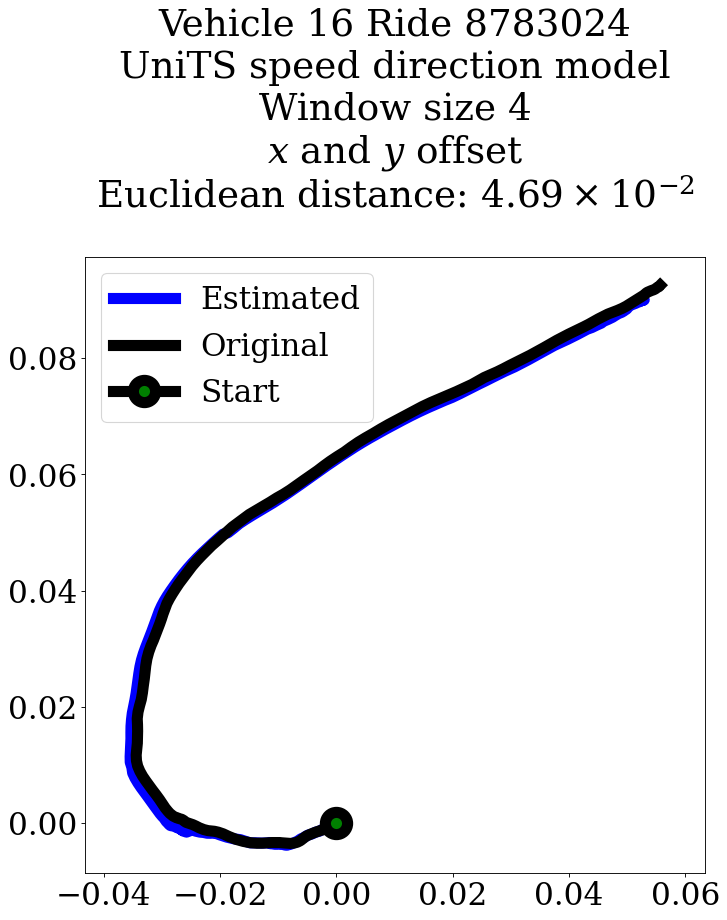 Vehicle 16 Ride 8783024
UniTS speed direction model
Window size 4
x and y offset
Euclidean distance: 4.69 × 10⁻²
Estimated
Original
Start
0.08
0.06
0.04
0.02
0.00
−0.04 −0.02 0.00 0.02 0.04 0.06